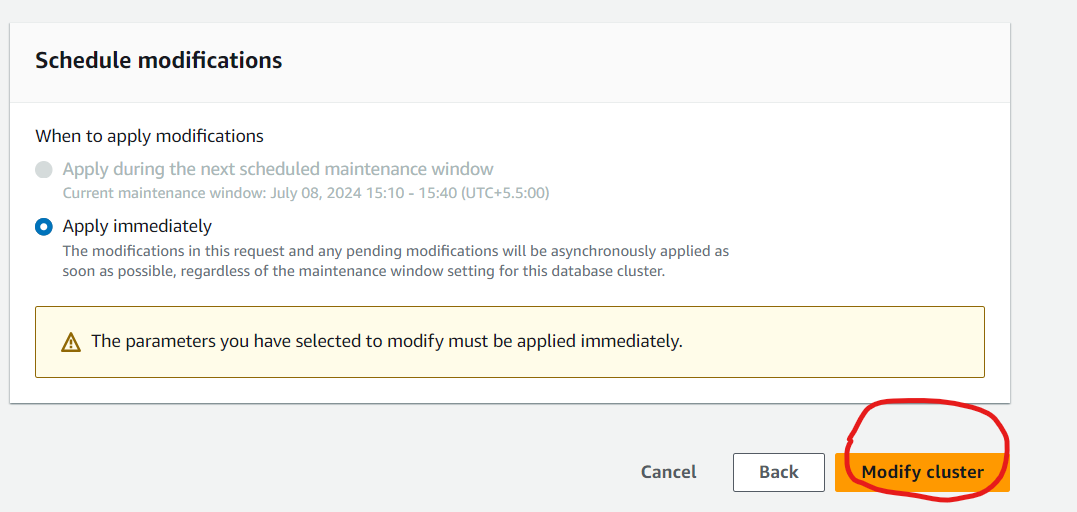 Schedule modifications
When to apply modifications
Apply during the next scheduled maintenance window
Current maintenance window: July 08, 2024 15:10 - 15:40 (UTC+5.5:00)
Apply immediately
The modifications in this request and any pending modifications will be asynchronously applied as
soon as possible, regardless of the maintenance window setting for this database cluster.
The parameters you have selected to modify must be applied immediately.
Cancel
Back
Modify cluster